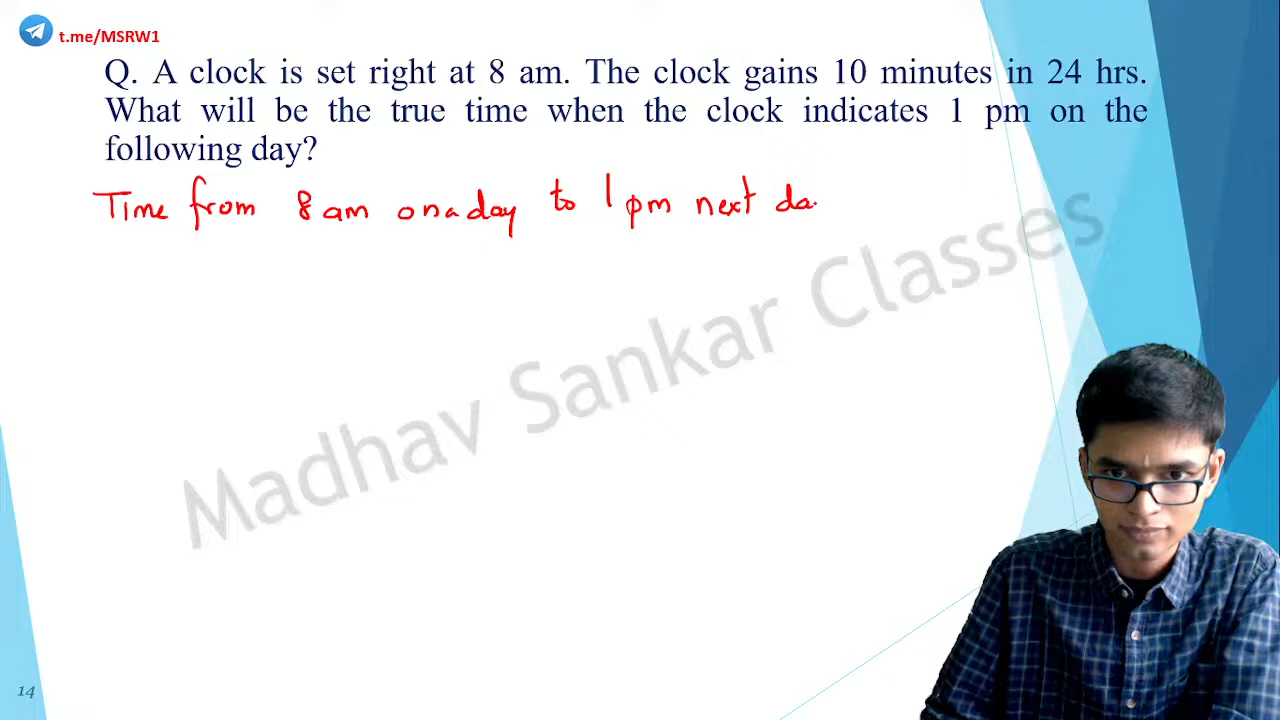 t.me/MSRW1
Q. A clock is set right at 8 am. The clock gains 10 minutes in 24 hrs.
What will be the true time when the clock indicates 1 pm on the
following day?
Time from 8 am on a day to 1 pm next da
Madhav Sankar Classes
14